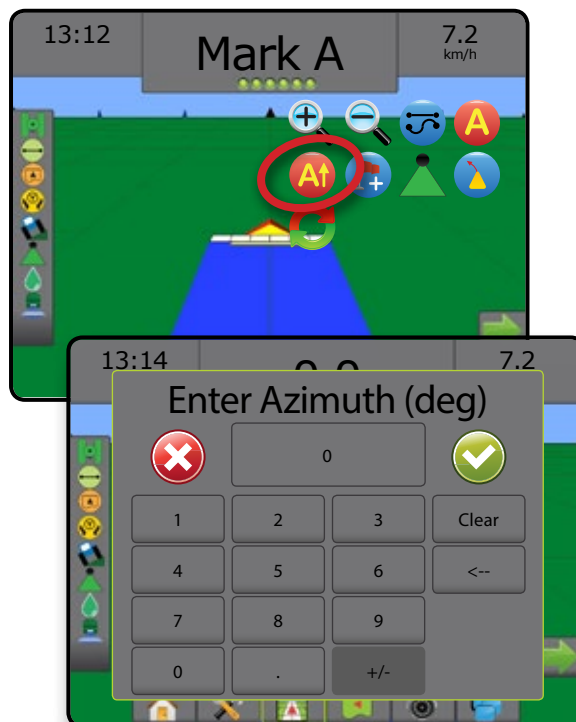 13:12 Mark A 7.2
km/h
A
A
13:14 7.2
Enter Azimuth (deg)
0
1 2 3 Clear
4 5 6 <--
7 8 9
0 . +/-